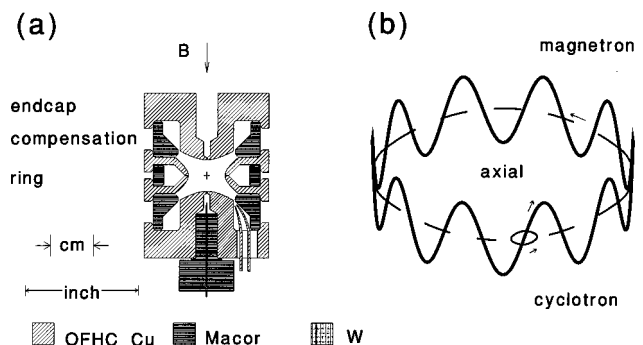 (a)
B
endcap
compensation
ring
cm
inch
OFHC Cu
Macor
W
(b)
magnetron
axial
cyclotron